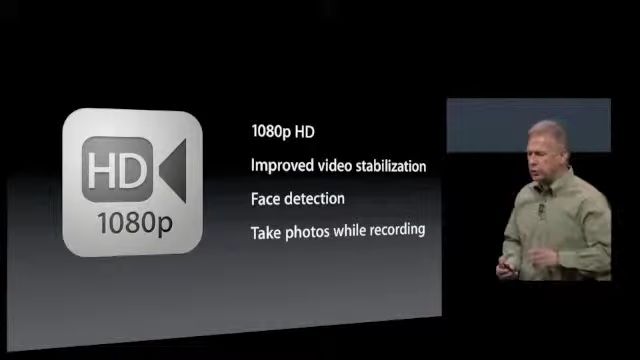 HD
1080p
1080p HD
Improved video stabilization
Face detection
Take photos while recording